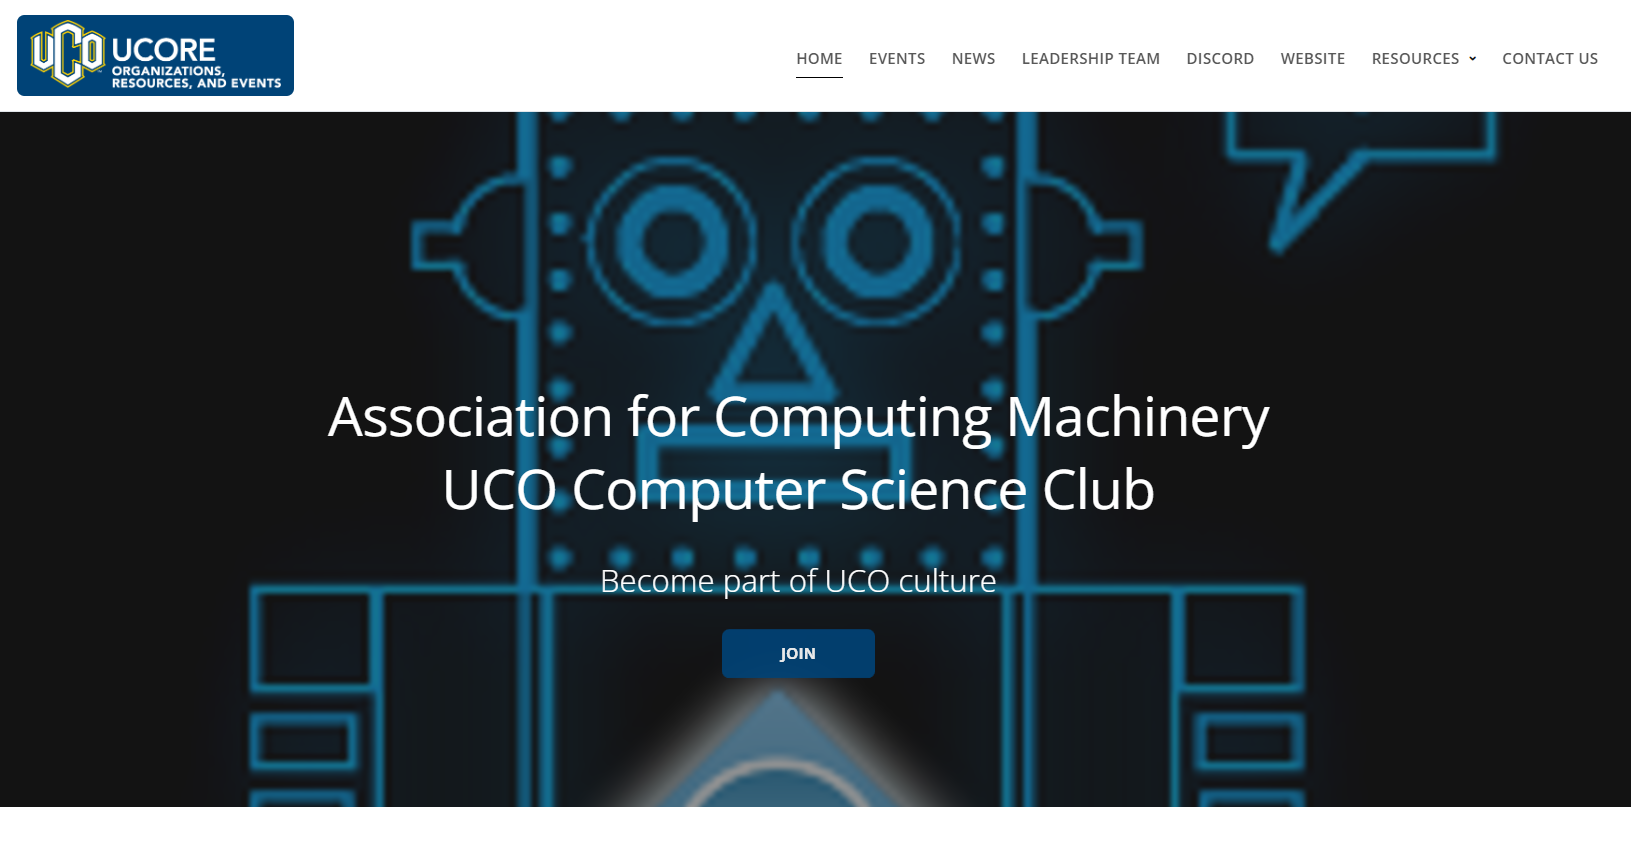 UCO UCORE
ORGANIZATIONS,
RESOURCES, AND EVENTS
HOME EVENTS NEWS LEADERSHIP TEAM DISCORD WEBSITE RESOURCES CONTACT US
Association for Computing Machinery
UCO Computer Science Club
Become part of UCO culture
JOIN